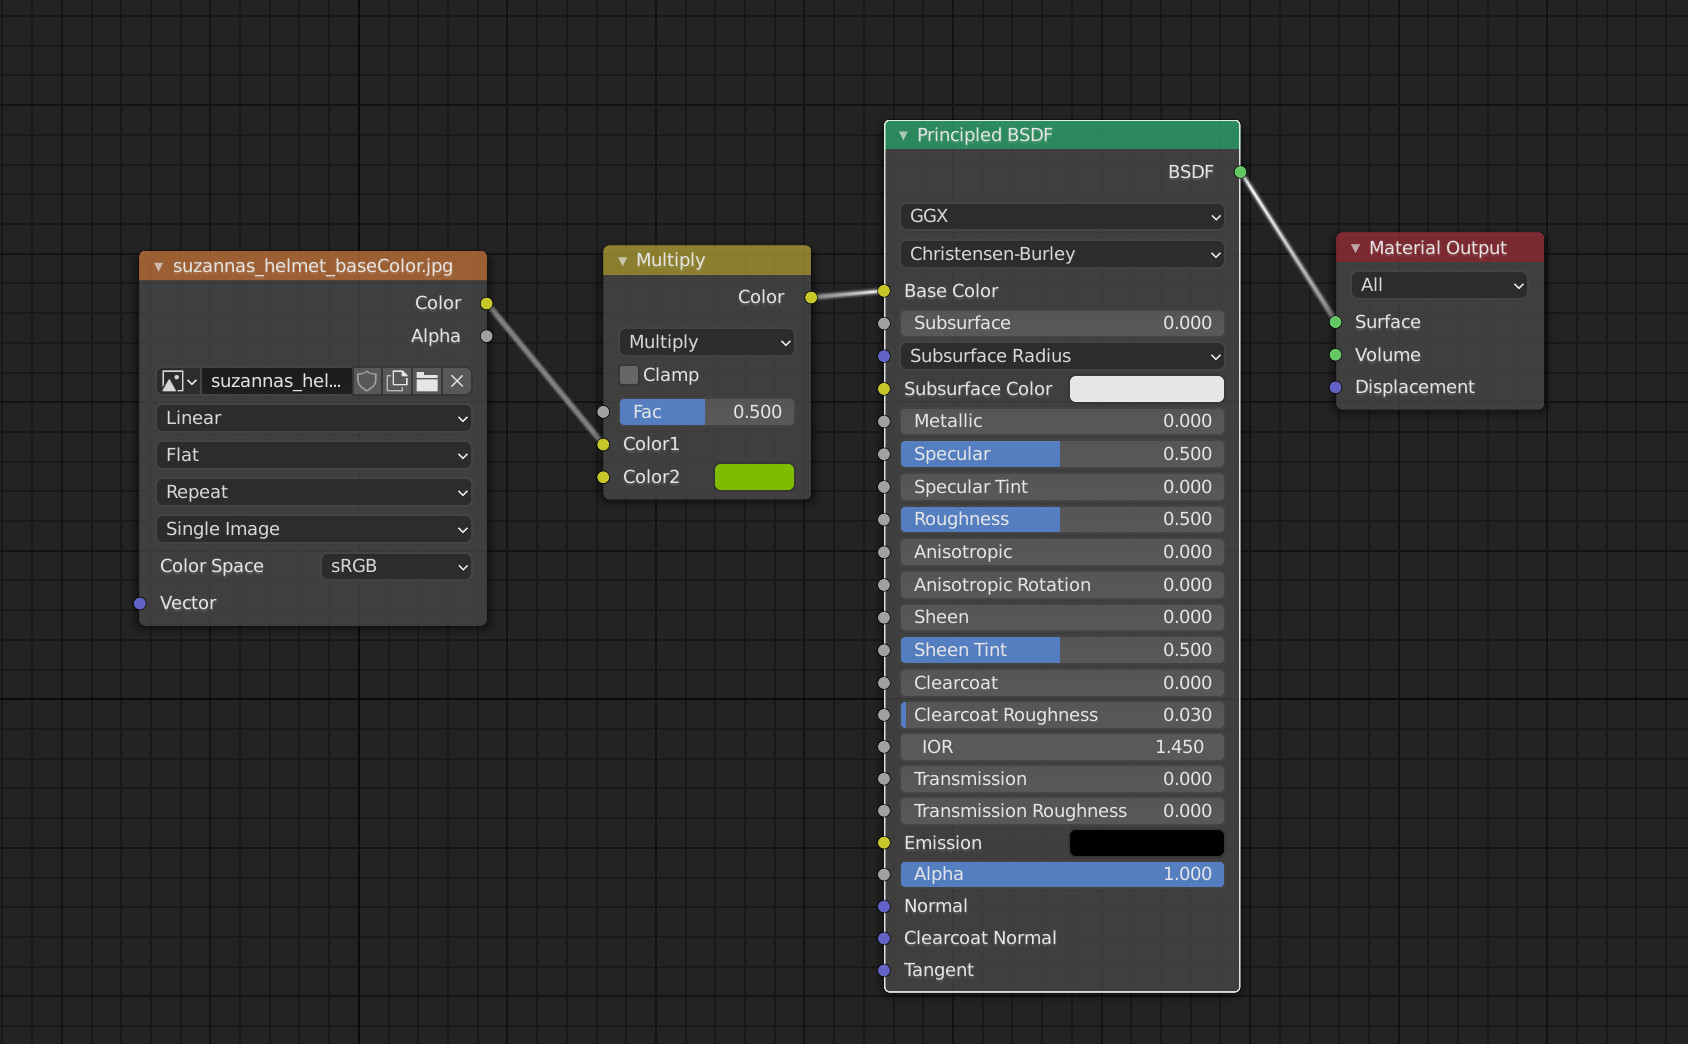 suzannas_helmet_baseColor.jpg
Color
Alpha
suzannas_hel...
Linear
Flat
Repeat
Single Image
Color Space sRGB
Vector
Multiply
Color
Multiply
Clamp
Fac 0.500
Color1
Color2
Principled BSDF
BSDF
GGX
Christensen-Burley
Base Color
Subsurface 0.000
Subsurface Radius
Subsurface Color
Metallic 0.000
Specular 0.500
Specular Tint 0.000
Roughness 0.500
Anisotropic 0.000
Anisotropic Rotation 0.000
Sheen 0.000
Sheen Tint 0.500
Clearcoat 0.000
Clearcoat Roughness 0.030
IOR 1.450
Transmission 0.000
Transmission Roughness 0.000
Emission
Alpha 1.000
Normal
Clearcoat Normal
Tangent
Material Output
All
Surface
Volume
Displacement